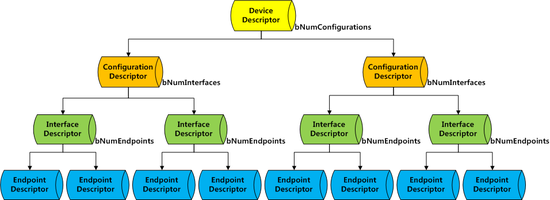 Device
Descriptor
bNumConfigurations
Configuration
Descriptor
bNumInterfaces
Configuration
Descriptor
bNumInterfaces
Interface
Descriptor
bNumEndpoints
Interface
Descriptor
bNumEndpoints
Interface
Descriptor
bNumEndpoints
Interface
Descriptor
bNumEndpoints
Endpoint
Descriptor
Endpoint
Descriptor
Endpoint
Descriptor
Endpoint
Descriptor
Endpoint
Descriptor
Endpoint
Descriptor
Endpoint
Descriptor
Endpoint
Descriptor